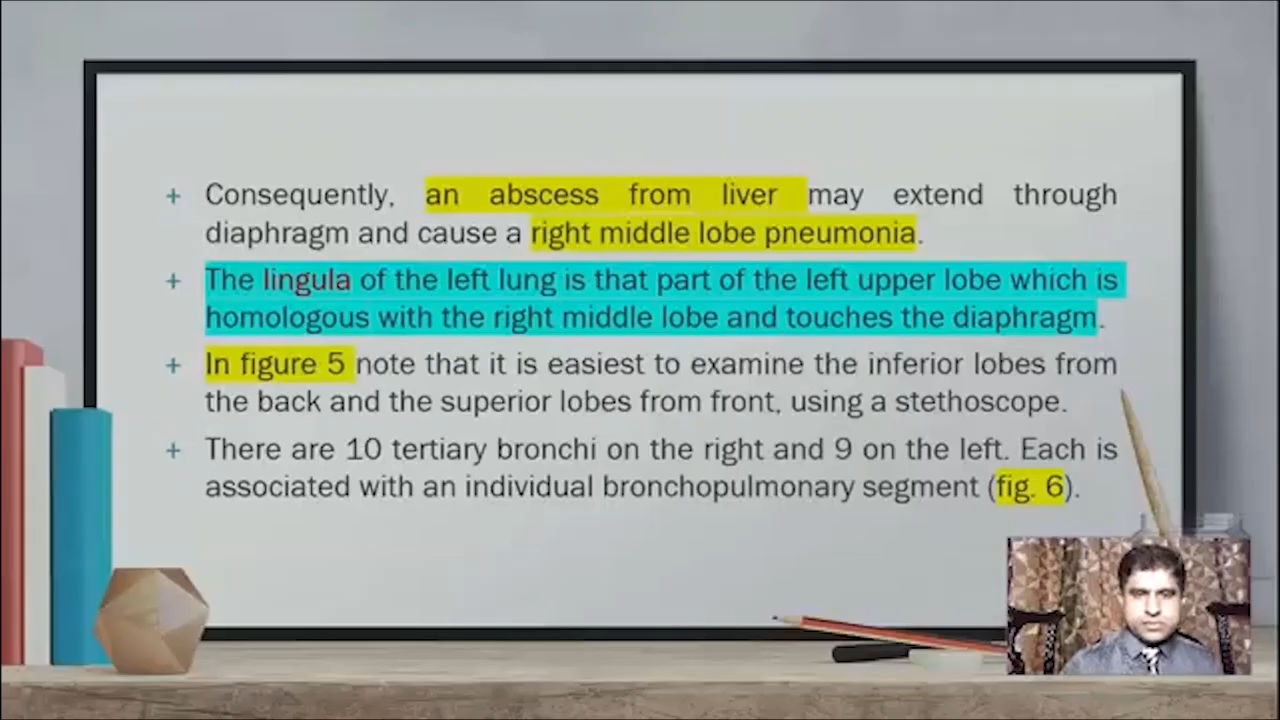 + Consequently, an abscess from liver may extend through
diaphragm and cause a right middle lobe pneumonia.
+ The lingula of the left lung is that part of the left upper lobe which is
homologous with the right middle lobe and touches the diaphragm.
+ In figure 5 note that it is easiest to examine the inferior lobes from
the back and the superior lobes from front, using a stethoscope.
+ There are 10 tertiary bronchi on the right and 9 on the left. Each is
associated with an individual bronchopulmonary segment (fig. 6).